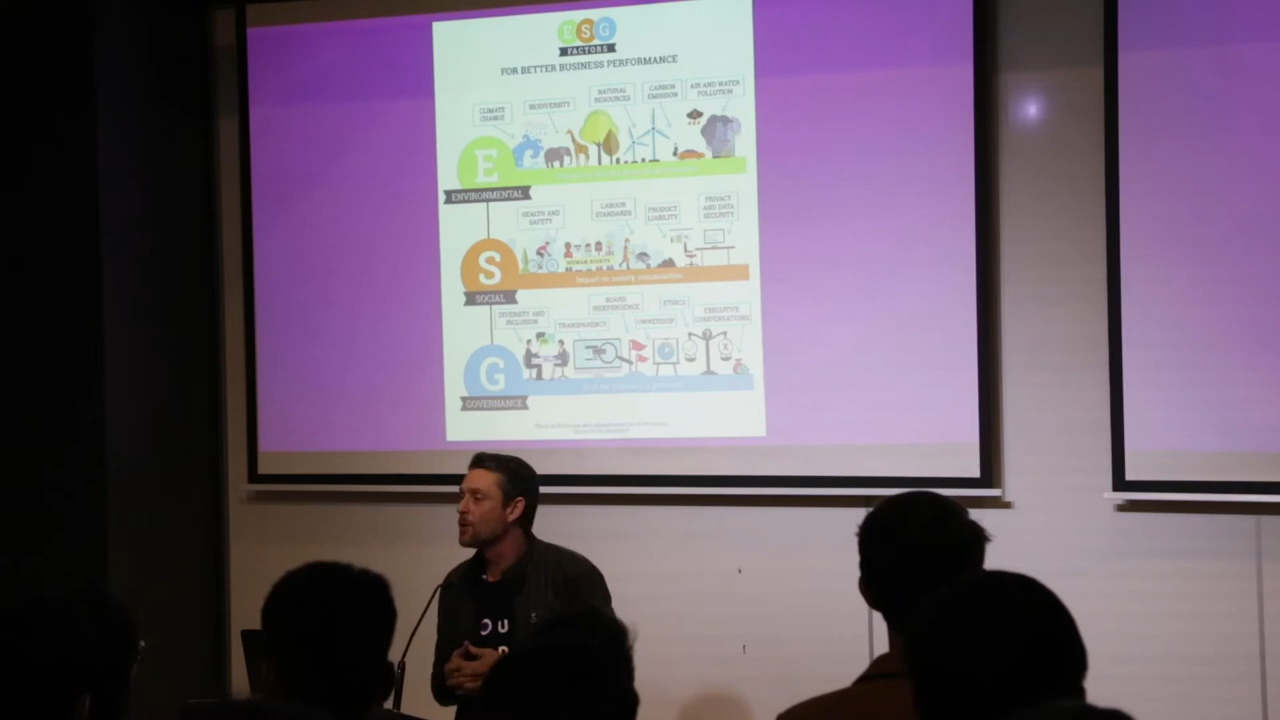 E S G
FACTORS
FOR BETTER BUSINESS PERFORMANCE
CLIMATE
CHANGE
BIODIVERSITY
NATURAL
RESOURCES
CARBON
EMISSION
AIR AND WATER
POLLUTION
E
ENVIRONMENTAL
HEALTH AND
SAFETY
LABOUR
STANDARDS
PRODUCT
LIABILITY
PRIVACY
AND DATA
SECURITY
HUMAN RIGHTS
S
SOCIAL
DIVERSITY AND
INCLUSION
TRANSPARENCY
BOARD
INDEPENDENCE
OWNERSHIP
ETHICS
EXECUTIVE
COMPENSATIONS
G
GOVERNANCE
O U